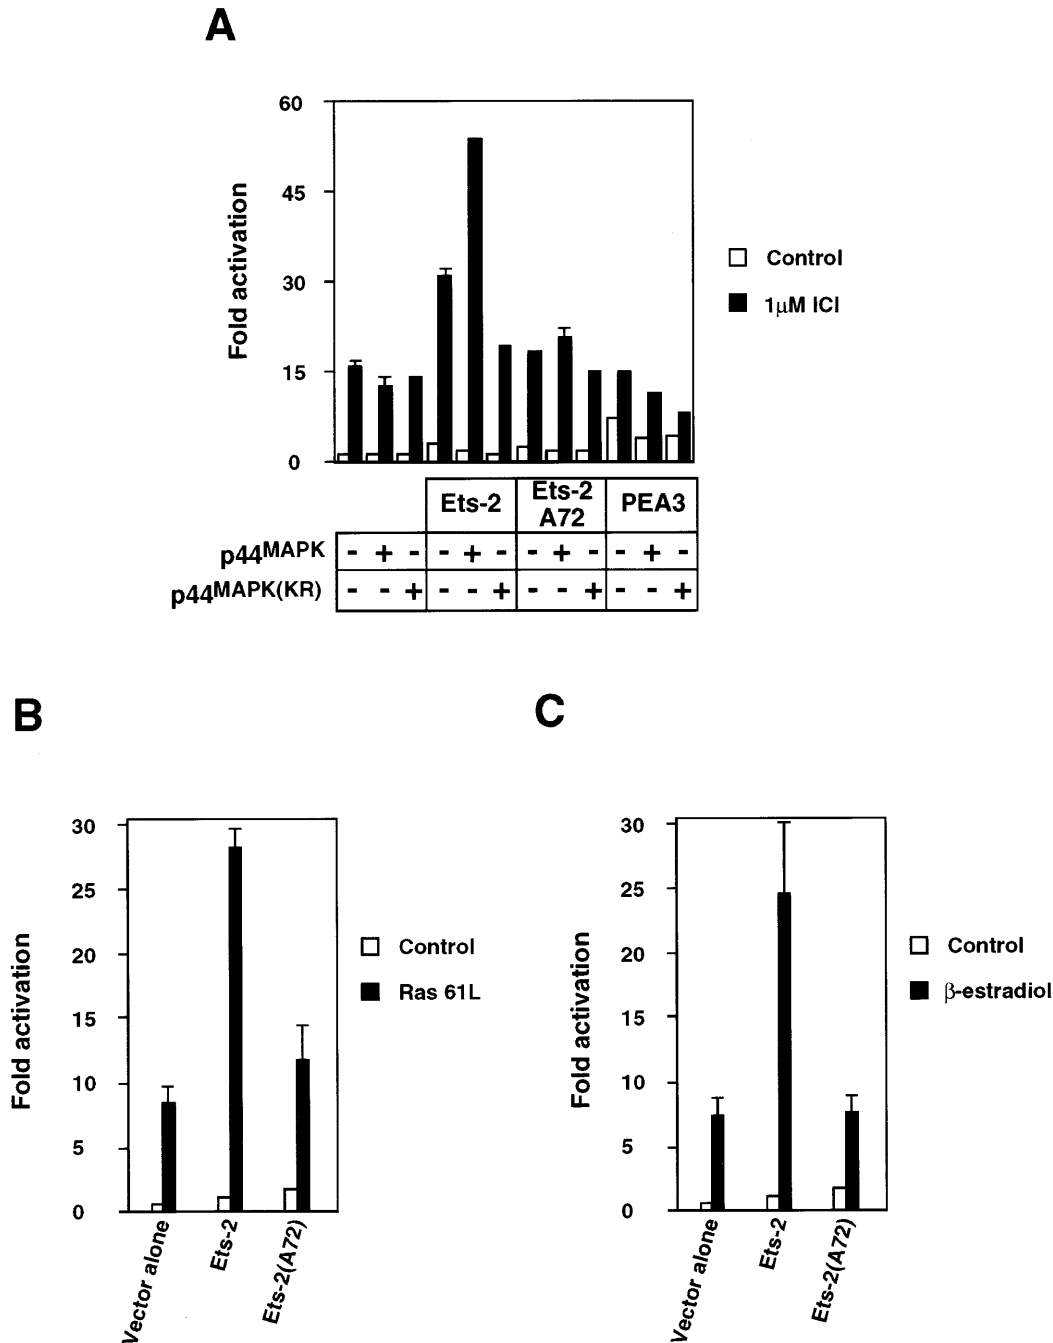 A
60
45
30
15
0
Fold activation
Control
1μM ICI
Ets-2
Ets-2
A72
PEA3
p44MAPK
- + - - + - - + - - + -
p44MAPK(KR)
- - + - - + - - + - - +
B
30
25
20
15
10
5
0
Fold activation
Control
Ras 61L
Vector alone
Ets-2
Ets-2(A72)
C
30
25
20
15
10
5
0
Fold activation
Control
β-estradiol
Vector alone
Ets-2
Ets-2(A72)